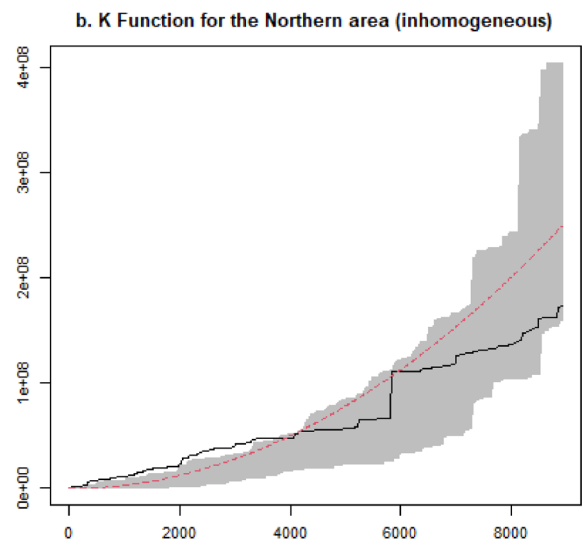 b. K Function for the Northern area (inhomogeneous)
4e+08
3e+08
2e+08
1e+08
0e+00
0 2000 4000 6000 8000